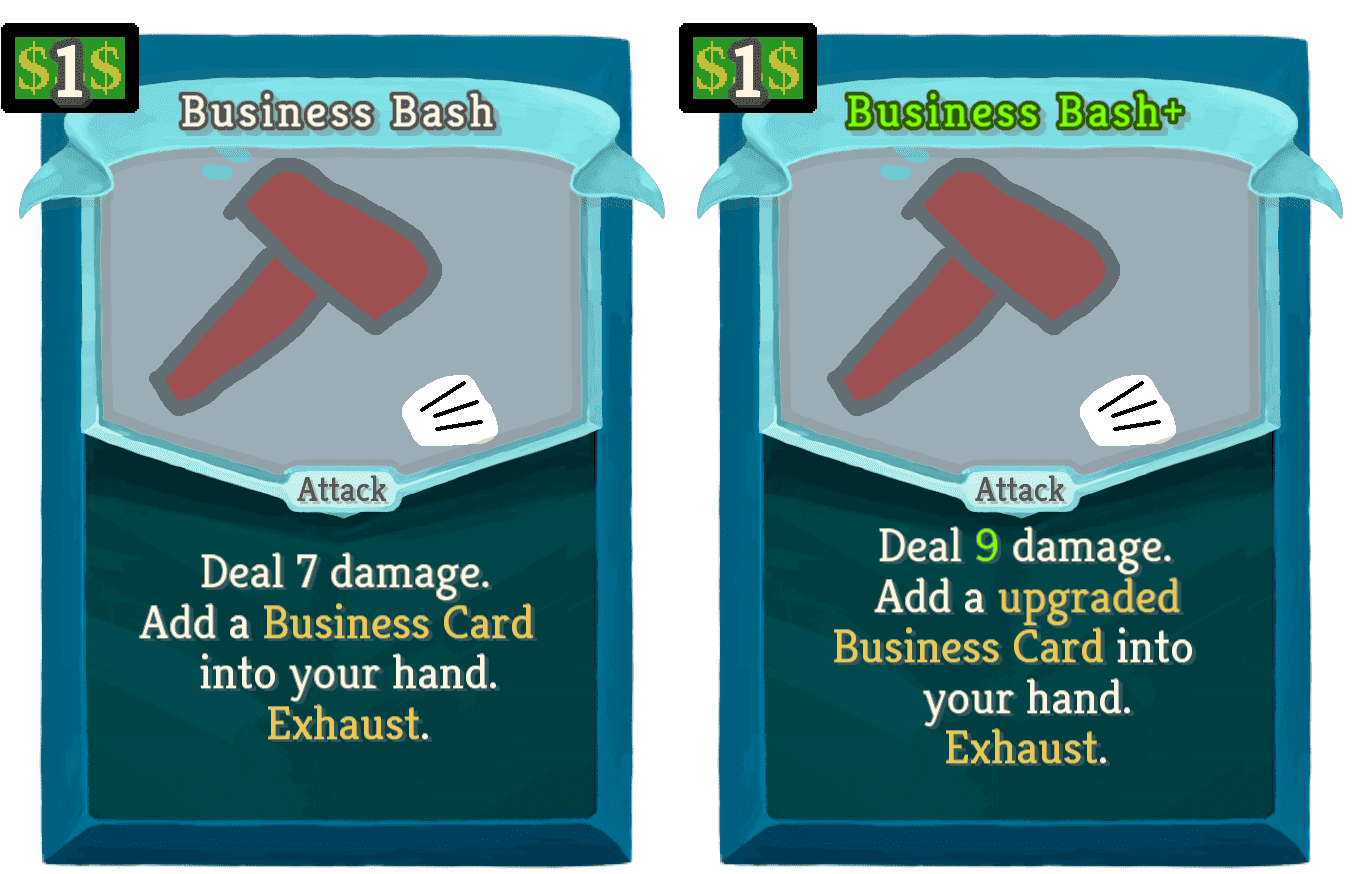 $1$
Business Bash
Attack
Deal 7 damage.
Add a Business Card
into your hand.
Exhaust.
$1$
Business Bash+
Attack
Deal 9 damage.
Add a upgraded
Business Card into
your hand.
Exhaust.